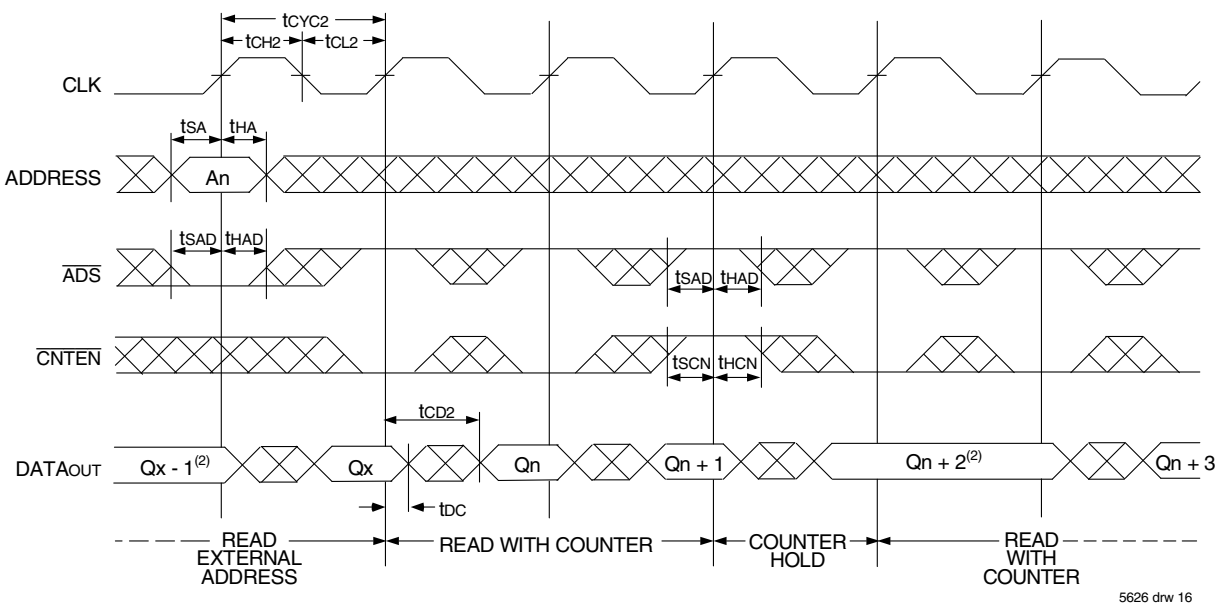 tCYC2
tCH2 tCL2
CLK
tSA tHA
ADDRESS An
tSAD tHAD
ADS
tSAD tHAD
CNTEN
tSCN tHCN
tCD2
DATAOUT Qx - 1(2) Qx Qn Qn + 1 Qn + 2(2) Qn + 3
tDC
READ EXTERNAL ADDRESS
READ WITH COUNTER
COUNTER HOLD
READ WITH COUNTER
5626 drw 16